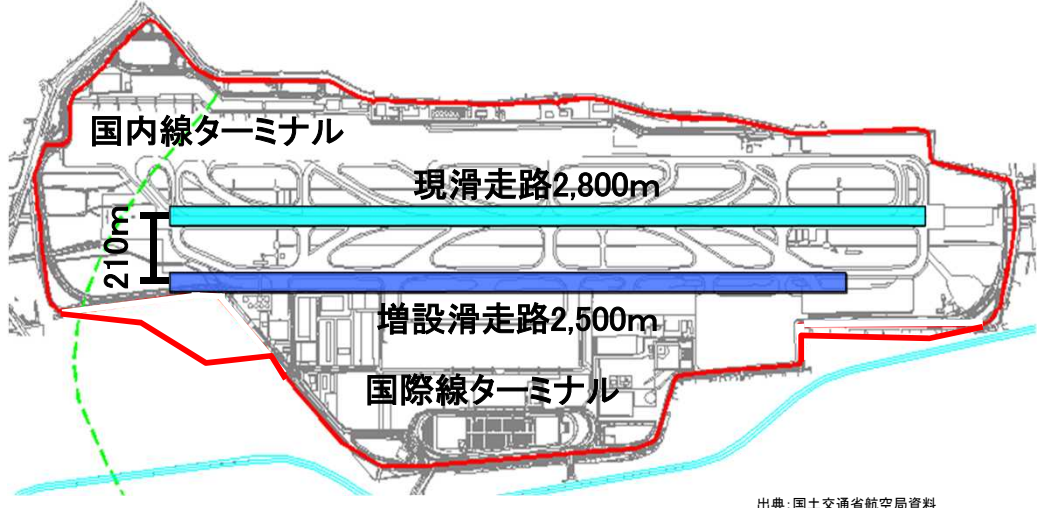 国内線ターミナル
現滑走路2,800m
210m
増設滑走路2,500m
国際線ターミナル
出典:国土交通省航空局資料